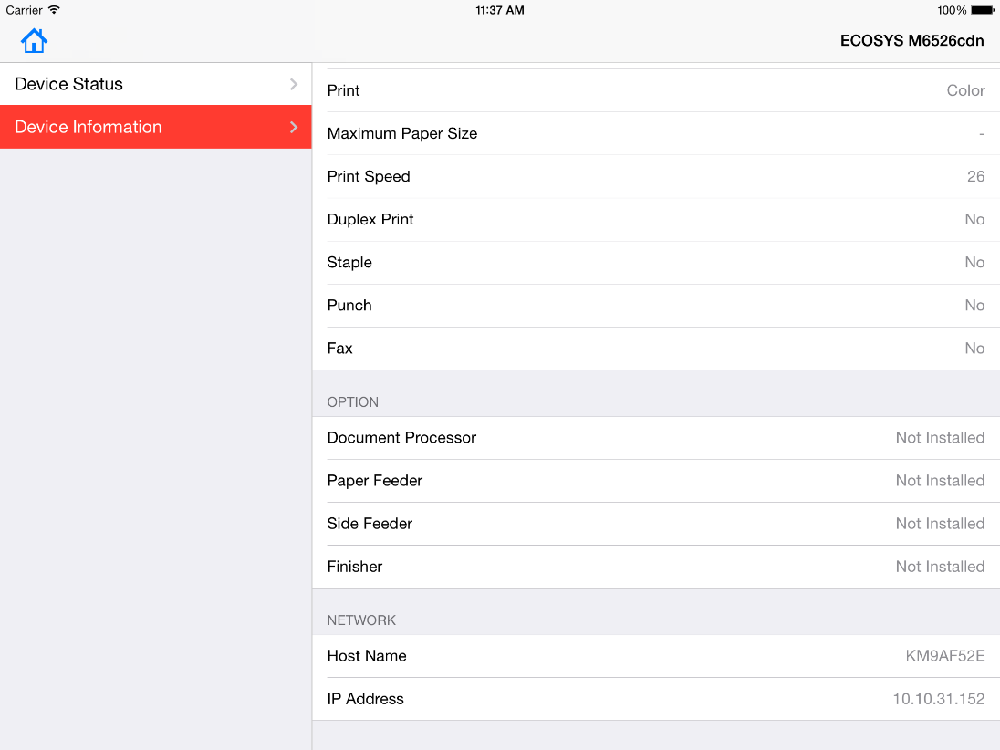 Carrier 11:37 AM 100%
ECOSYS M6526cdn
Device Status
Device Information
Print Color
Maximum Paper Size -
Print Speed 26
Duplex Print No
Staple No
Punch No
Fax No
OPTION
Document Processor Not Installed
Paper Feeder Not Installed
Side Feeder Not Installed
Finisher Not Installed
NETWORK
Host Name KM9AF52E
IP Address 10.10.31.152